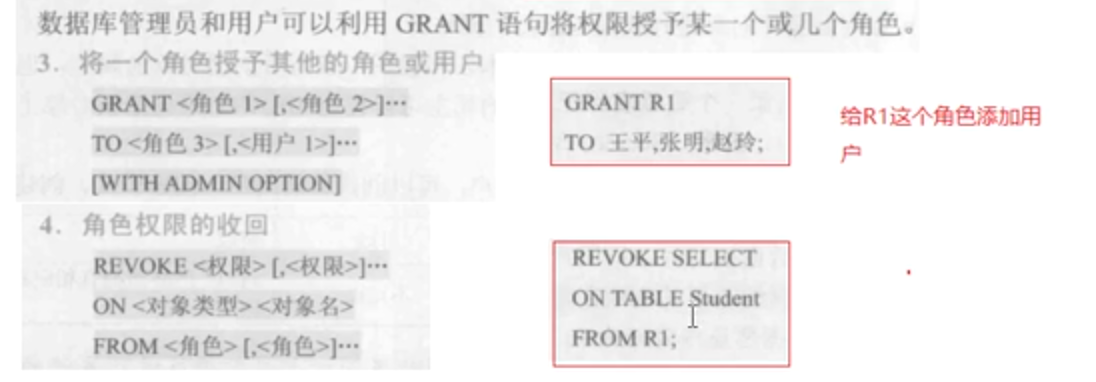 数据库管理员和用户可以利用 GRANT 语句将权限授予某一个或几个角色。
3. 将一个角色授予其他的角色或用户
GRANT <角色 1> [,<角色 2>]…
TO <角色 3> [,<用户 1>]…
[WITH ADMIN OPTION]
GRANT R1
TO 王平,张明,赵玲;
给R1这个角色添加用
户
4. 角色权限的收回
REVOKE <权限> [,<权限>]…
ON <对象类型> <对象名>
FROM <角色> [,<角色>]…
REVOKE SELECT
ON TABLE Student
FROM R1;